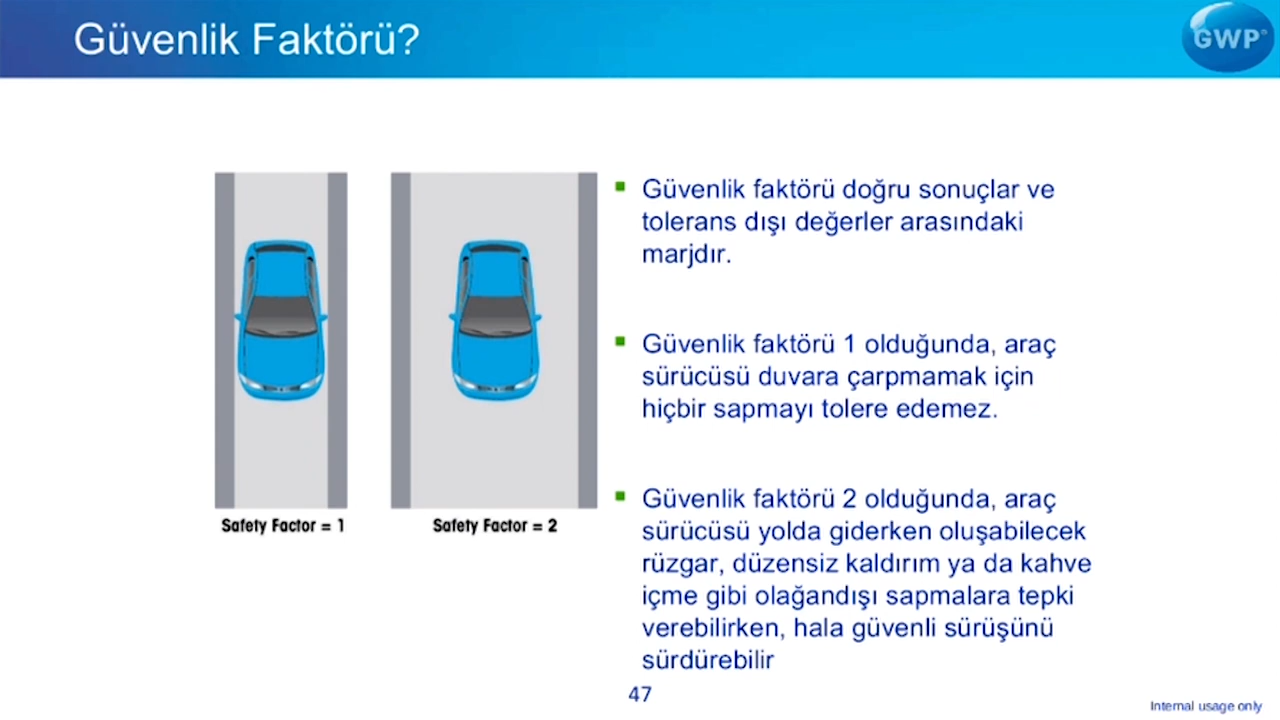 Güvenlik Faktörü?
GWP®
Güvenlik faktörü doğru sonuçlar ve
tolerans dışı değerler arasındaki
marjdır.
Güvenlik faktörü 1 olduğunda, araç
sürücüsü duvara çarpmamak için
hiçbir sapmayı tolere edemez.
Güvenlik faktörü 2 olduğunda, araç
sürücüsü yolda giderken oluşabilecek
rüzgar, düzensiz kaldırım ya da kahve
içme gibi olağandışı sapmalara tepki
verebilirken, hala güvenli sürüşünü
sürdürebilir
Safety Factor = 1
Safety Factor = 2
47
Internal usage only